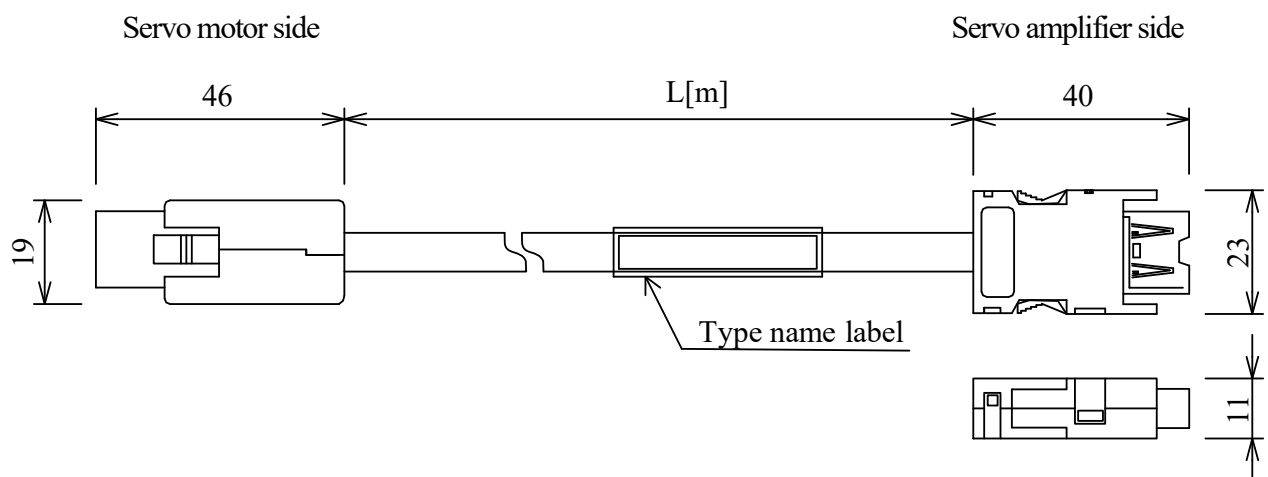 Servo motor side
Servo amplifier side
46
L[m]
40
19
23
Type name label
11